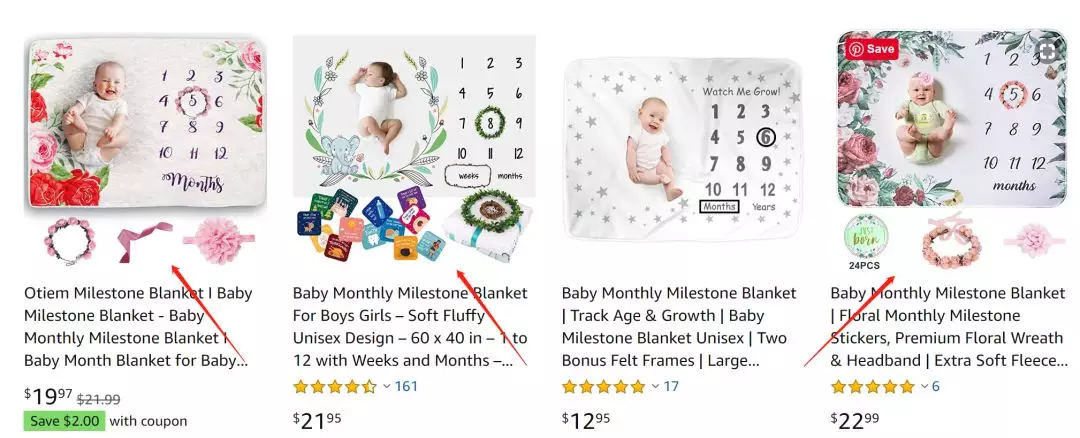 1 2 3
4 5 6
7 8 9
10 11 12
Months
Otiem Milestone Blanket I Baby
Milestone Blanket - Baby
Monthly Milestone Blanket I
Baby Month Blanket for Baby...
$19.97 $21.99
Save $2.00 with coupon
1 2 3
4 5 6
7 8 9
10 11 12
weeks months
Baby Monthly Milestone Blanket
For Boys Girls – Soft Fluffy
Unisex Design – 60 x 40 in – 1 to
12 with Weeks and Months –...
161
$21.95
Watch Me Grow!
1 2 3
4 5 6
7 8 9
10 11 12
Months Years
Baby Monthly Milestone Blanket
| Track Age & Growth | Baby
Milestone Blanket Unisex | Two
Bonus Felt Frames | Large...
17
$12.95
Save
1 2 3
4 5 6
7 8 9
10 11 12
months
JUST
born
24PCS
Baby Monthly Milestone Blanket
| Floral Monthly Milestone
Stickers, Premium Floral Wreath
& Headband | Extra Soft Fleece...
6
$22.99